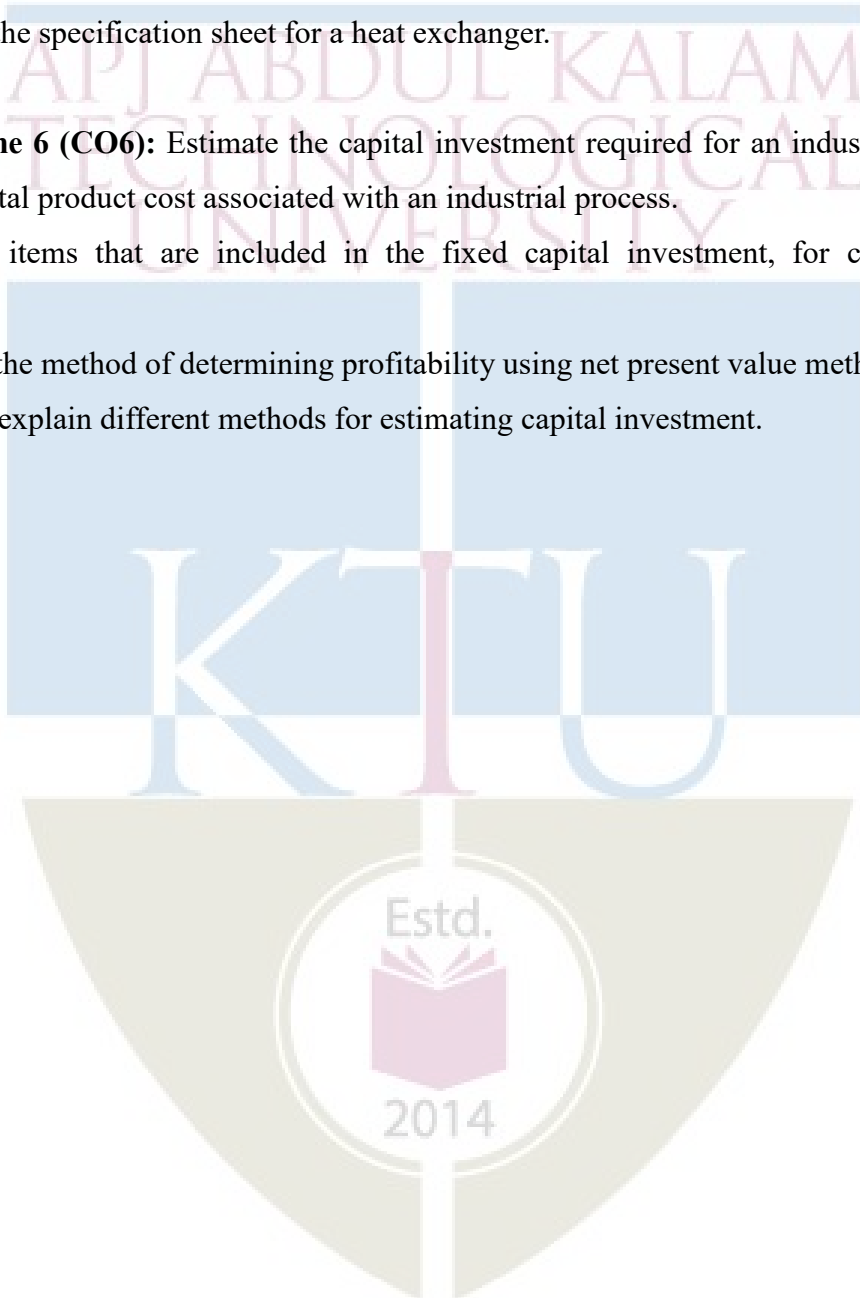 he specification sheet for a heat exchanger.
APJ ABDUL KALAM
TECHNOLOGICAL
UNIVERSITY
ne 6 (CO6): Estimate the capital investment required for an indus
tal product cost associated with an industrial process.
items that are included in the fixed capital investment, for c
the method of determining profitability using net present value meth
explain different methods for estimating capital investment.
KTU
Estd.
2014